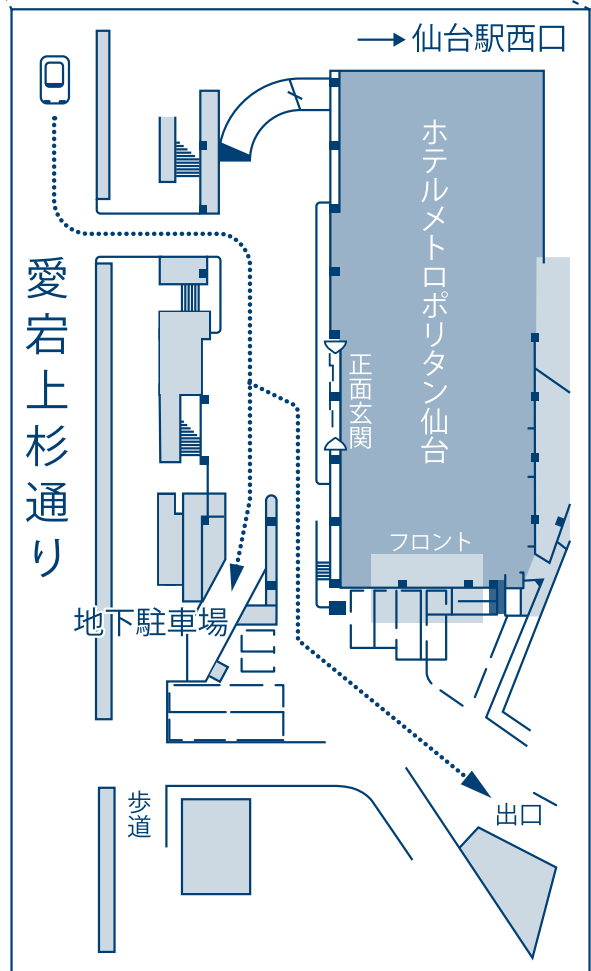 →仙台駅西口
ホテルメトロポリタン仙台
正面玄関
愛宕上杉通り
フロント
地下駐車場
歩道
出口